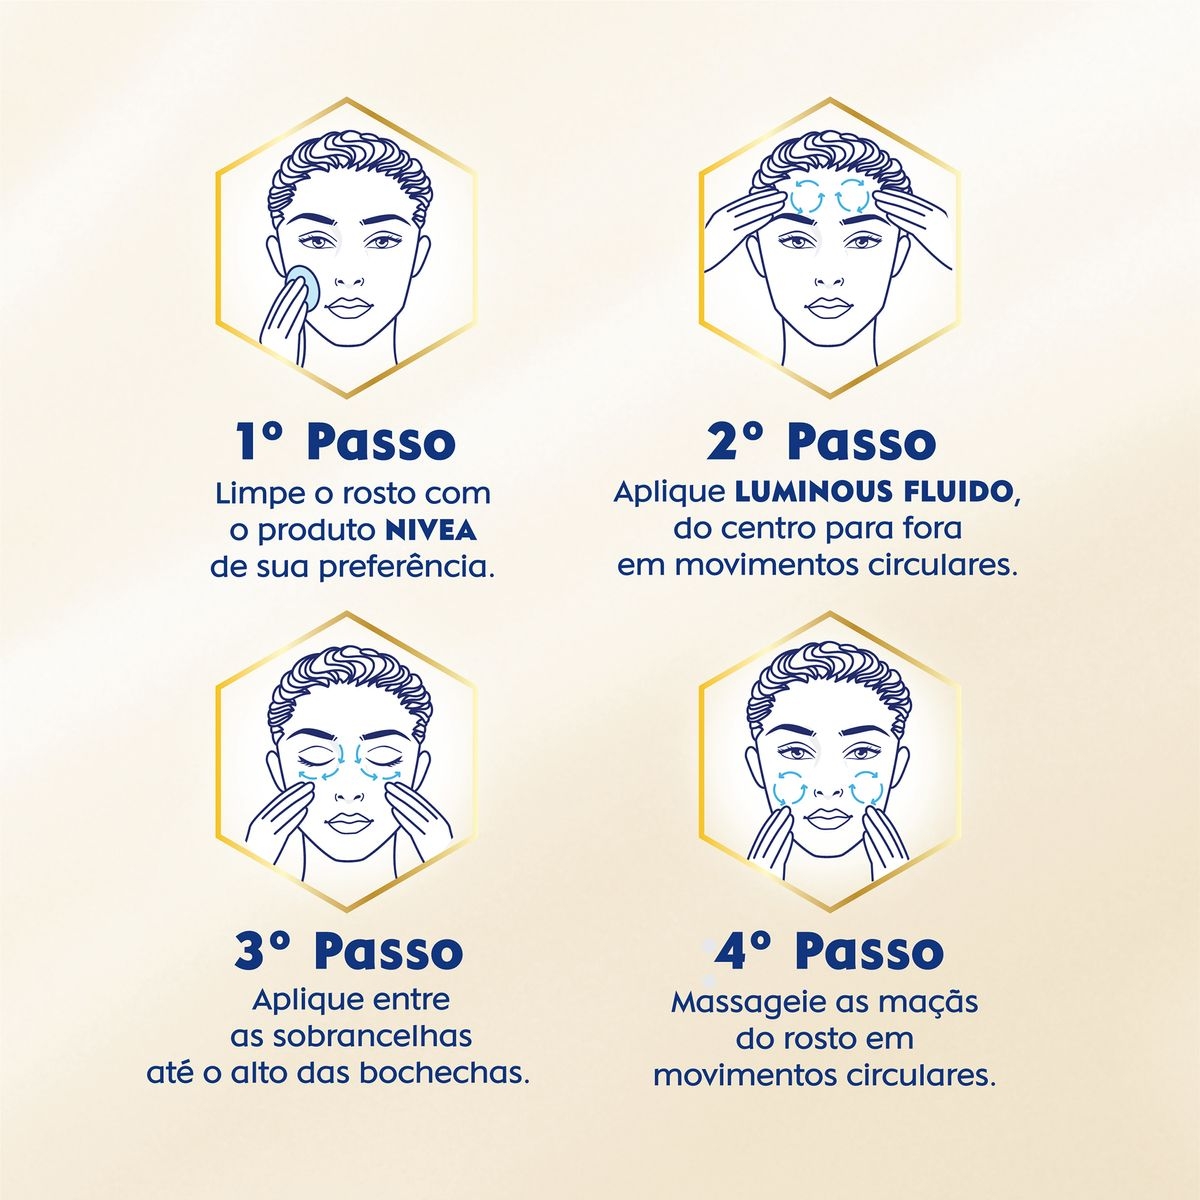 1º Passo
Limpe o rosto com
o produto NIVEA
de sua preferência.
2º Passo
Aplique LUMINOUS FLUIDO,
do centro para fora
em movimentos circulares.
3º Passo
Aplique entre
as sobrancelhas
até o alto das bochechas.
4º Passo
Massageie as maçãs
do rosto em
movimentos circulares.